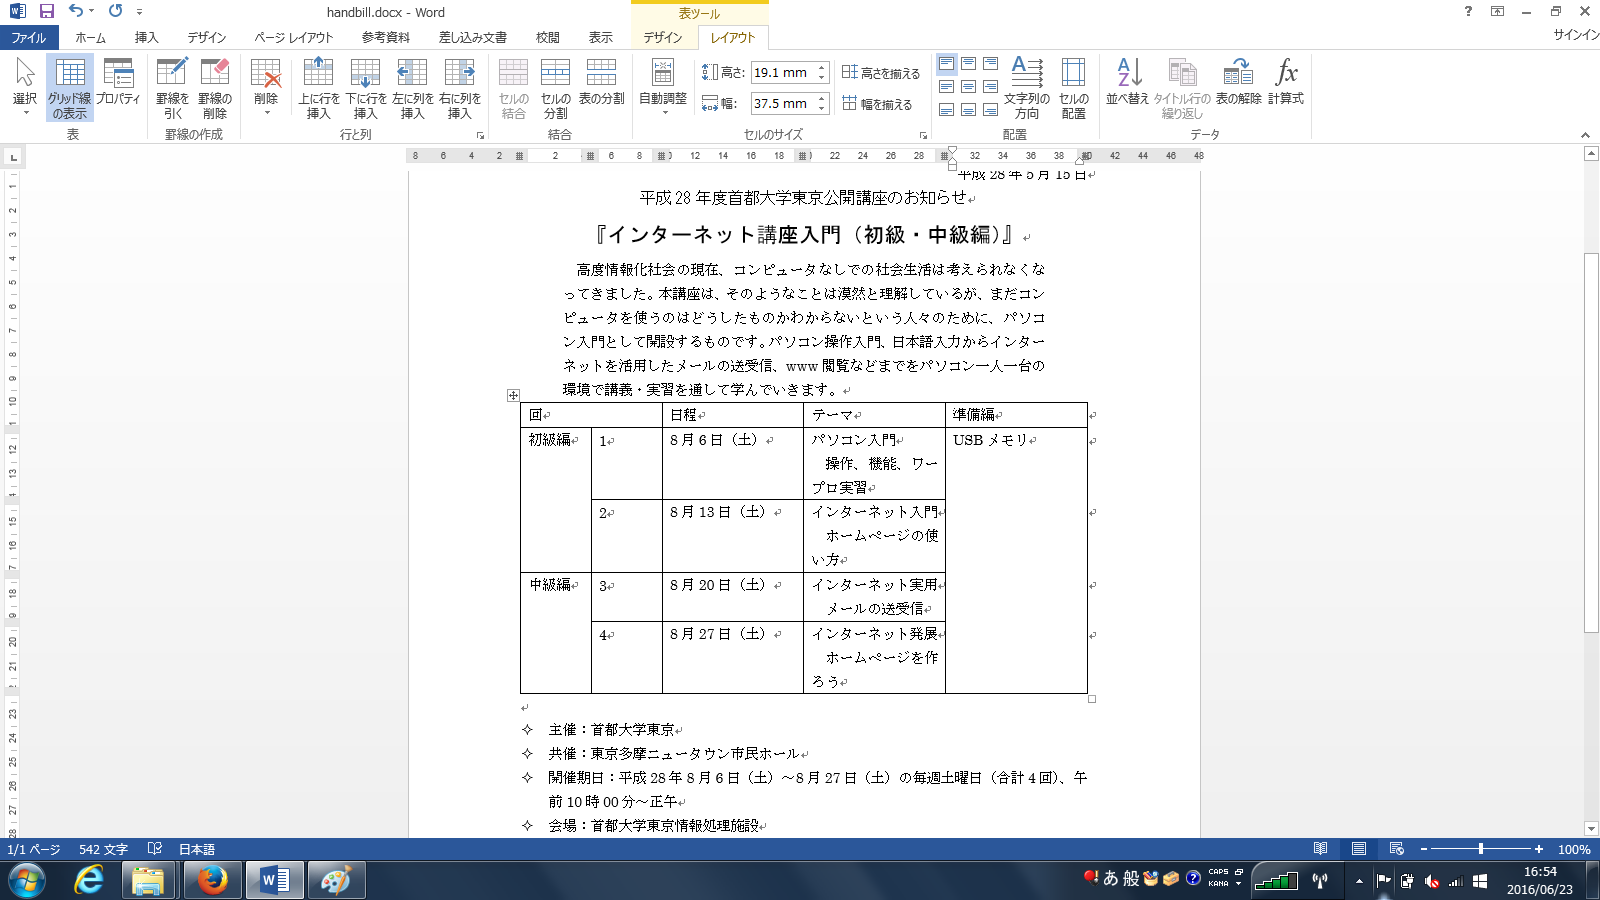 handbill.docx - Word
表ツール
ファイル ホーム 挿入 デザイン ページ レイアウト 参考資料 差し込み文書 校閲 表示 デザイン レイアウト サインイン
選択 グリッド線の表示 プロパティ 罫線を引く 罫線の削除 削除 上に行を挿入 下に行を挿入 左に列を挿入 右に列を挿入 セルの結合 セルの分割 表の分割 自動調整 高さ: 19.1 mm 高さを揃える 幅: 37.5 mm 幅を揃える 文字列の方向 セルの配置 並べ替え タイトル行の繰り返し 表の解除 計算式
表 罫線の作成 行と列 結合 セルのサイズ 配置 データ
8 6 4 2 2 6 8 12 14 16 18 22 24 26 28 32 34 36 38 42 44 46 48
平成 28 年 5 月 15 日
平成 28 年度首都大学東京公開講座のお知らせ
『インターネット講座入門（初級・中級編）』
高度情報化社会の現在、コンピュータなしでの社会生活は考えられなくな
ってきました。本講座は、そのようなことは漠然と理解しているが、まだコン
ピュータを使うのはどうしたものかわからないという人々のために、パソコ
ン入門として開設するものです。パソコン操作入門、日本語入力からインター
ネットを活用したメールの送受信、www 閲覧などまでをパソコン一人一台の
環境で講義・実習を通して学んでいきます。
回 日程 テーマ 準備編
初級編 1 8 月 6 日（土） パソコン入門 USB メモリ
操作、機能、ワー
プロ実習
2 8 月 13 日（土） インターネット入門
ホームページの使
い方
中級編 3 8 月 20 日（土） インターネット実用
メールの送受信
4 8 月 27 日（土） インターネット発展
ホームページを作
ろう
主催：首都大学東京
共催：東京多摩ニュータウン市民ホール
開催期日：平成 28 年 8 月 6 日（土）～8 月 27 日（土）の毎週土曜日（合計 4 回）、午
前 10 時 00 分～正午
会場：首都大学東京情報処理施設
1/1 ページ 542 文字 日本語 100%
あ 般 CAPS KANA
16:54
2016/06/23